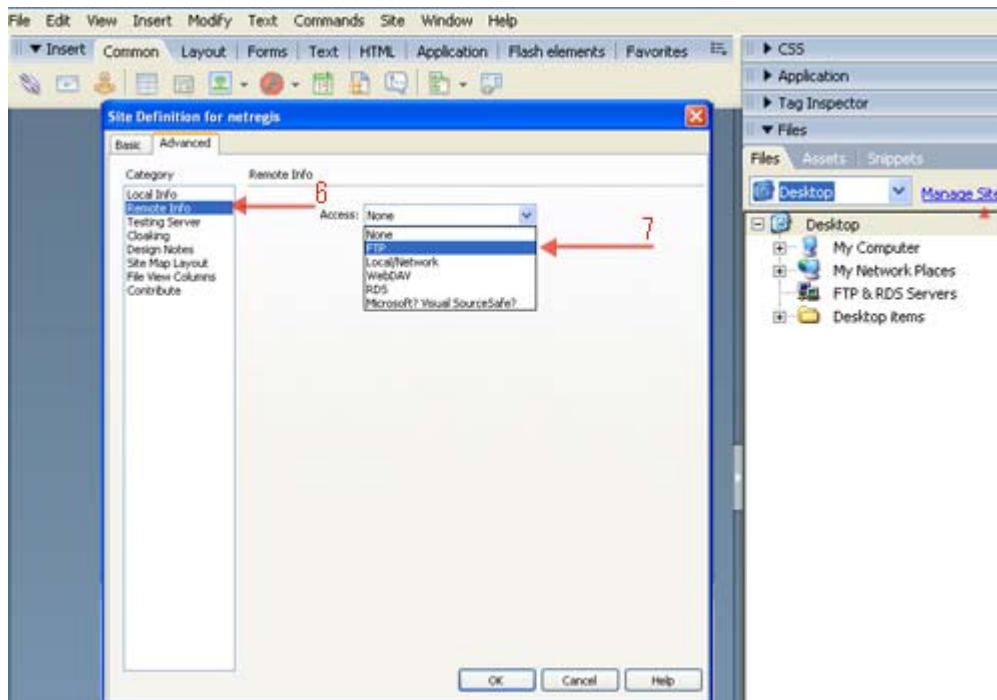 File Edit View Insert Modify Text Commands Site Window Help
Insert Common Layout Forms Text HTML Application Flash elements Favorites
CSS
Application
Tag Inspector
Files
Files Assets Snippets
Desktop Manage Site
Desktop
My Computer
My Network Places
FTP & RDS Servers
Desktop items
Site Definition for netregis
Basic Advanced
Category
Local Info
Remote Info
Testing Server
Cloaking
Design Notes
Site Map Layout
File View Columns
Contribute
6
Remote Info
Access: None
None
FTP
Local/Network
WebDAV
RDS
Microsoft? Visual SourceSafe?
7
OK Cancel Help